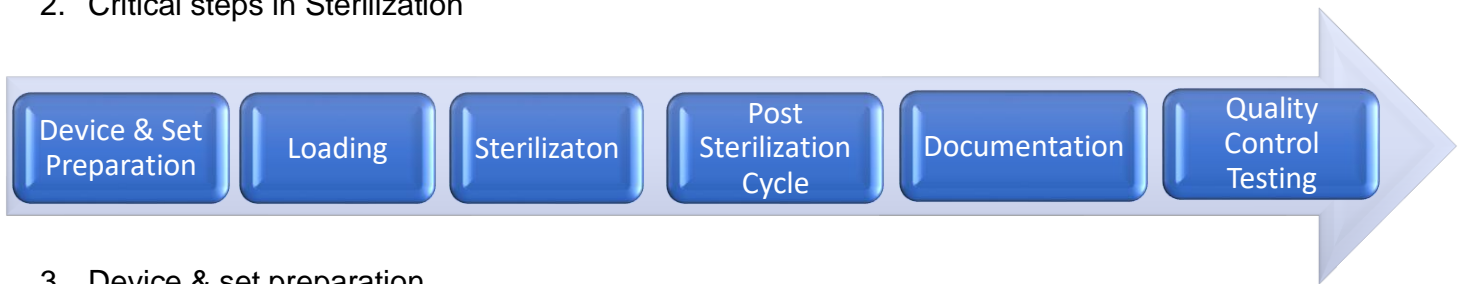 2. Critical steps in Sterilization
Device & Set
Preparation
Loading
Sterilizaton
Post
Sterilization
Cycle
Documentation
Quality
Control
Testing
3. Device & set preparation